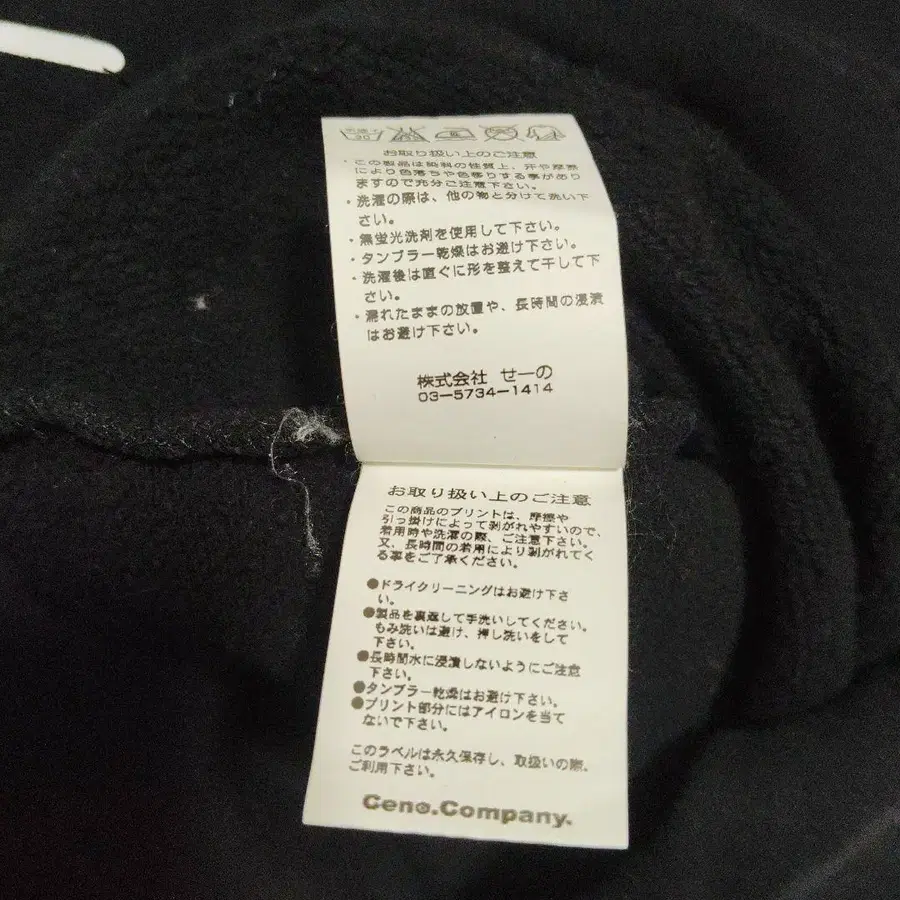 お取り扱い上のご注意
・この製品は染料の性質上、汗や摩擦
により色落ちや色移りする事があり
ますので充分ご注意下さい。
・洗濯の際は、他の物と分けて洗い下
さい。
・無蛍光洗剤を使用して下さい。
・タンブラー乾燥はお避け下さい。
・洗濯後は直ぐに形を整えて干して下
さい。
・濡れたままの放置や、長時間の浸漬
はお避け下さい。
株式会社 せーの
03-5734-1414
お取り扱い上のご注意
この商品のプリントは、摩擦や
引っ掛けによって剥がれやすいので、
着用時や洗濯の際、ご注意下さい。
又、長時間の着用により剥がれてく
る事をご了承ください。
●ドライクリーニングはお避け下さ
い。
●製品を裏返して手洗いしてください。
もみ洗いは避け、押し洗いをして
下さい。
●長時間水に浸漬しないようにご注意
下さい。
●タンブラー乾燥はお避け下さい。
●プリント部分にはアイロンを当て
ないで下さい。
このラベルは永久保存し、取扱いの際、
ご利用下さい。
Ceno.Company.